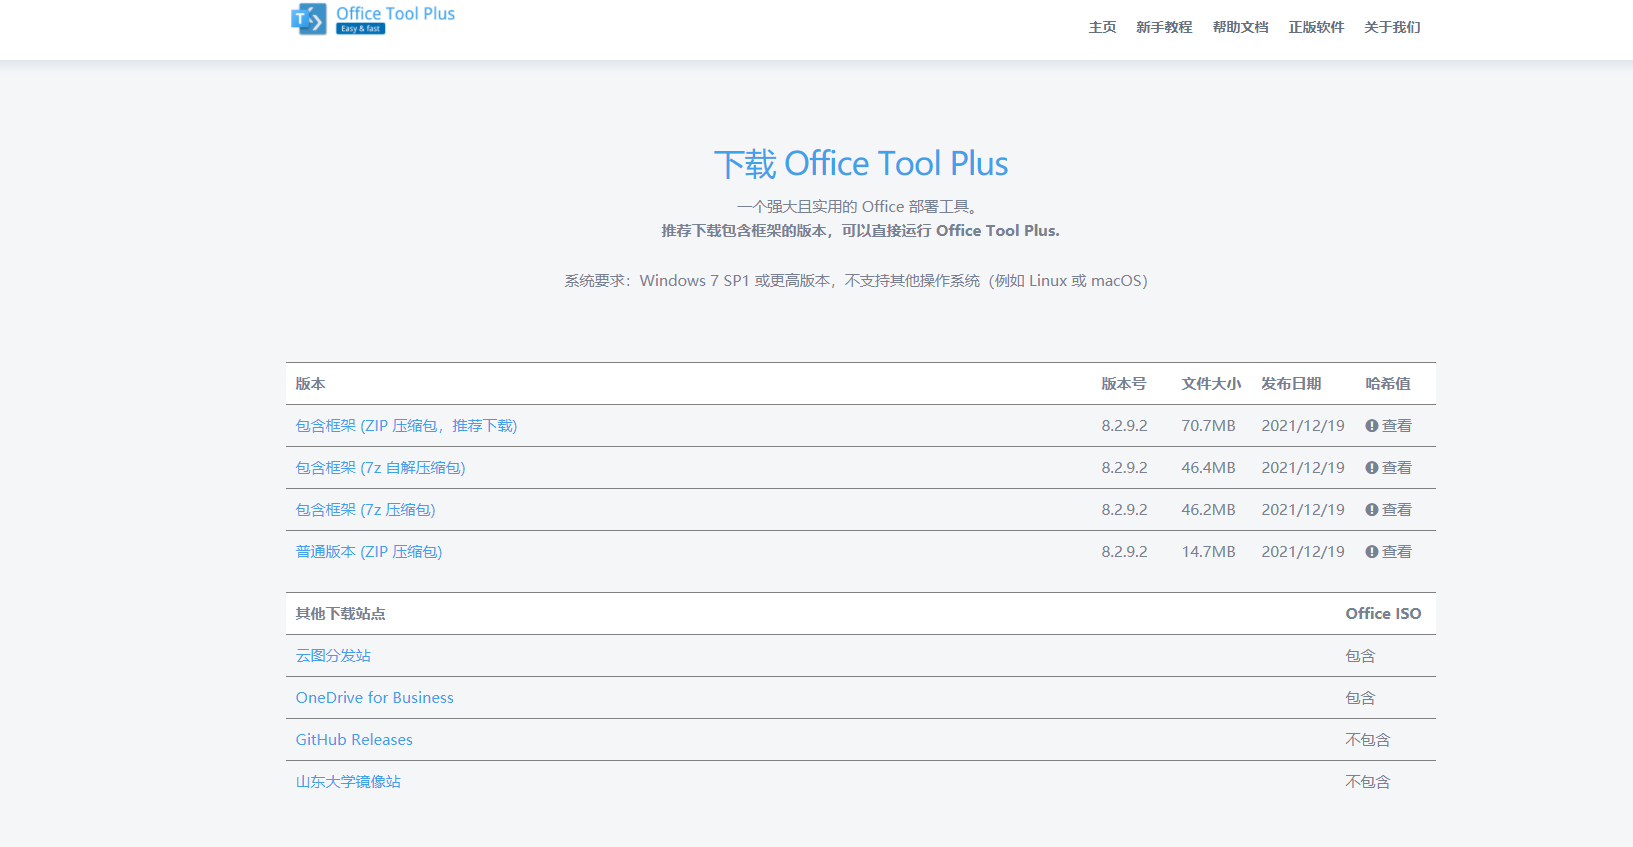 Office Tool Plus
Easy & fast
主页 新手教程 帮助文档 正版软件 关于我们
下载 Office Tool Plus
一个强大且实用的 Office 部署工具。
推荐下载包含框架的版本，可以直接运行 Office Tool Plus.
系统要求：Windows 7 SP1 或更高版本，不支持其他操作系统（例如 Linux 或 macOS）
版本 版本号 文件大小 发布日期 哈希值
包含框架 (ZIP 压缩包，推荐下载) 8.2.9.2 70.7MB 2021/12/19 查看
包含框架 (7z 自解压缩包) 8.2.9.2 46.4MB 2021/12/19 查看
包含框架 (7z 压缩包) 8.2.9.2 46.2MB 2021/12/19 查看
普通版本 (ZIP 压缩包) 8.2.9.2 14.7MB 2021/12/19 查看
其他下载站点 Office ISO
云图分发站 包含
OneDrive for Business 包含
GitHub Releases 不包含
山东大学镜像站 不包含